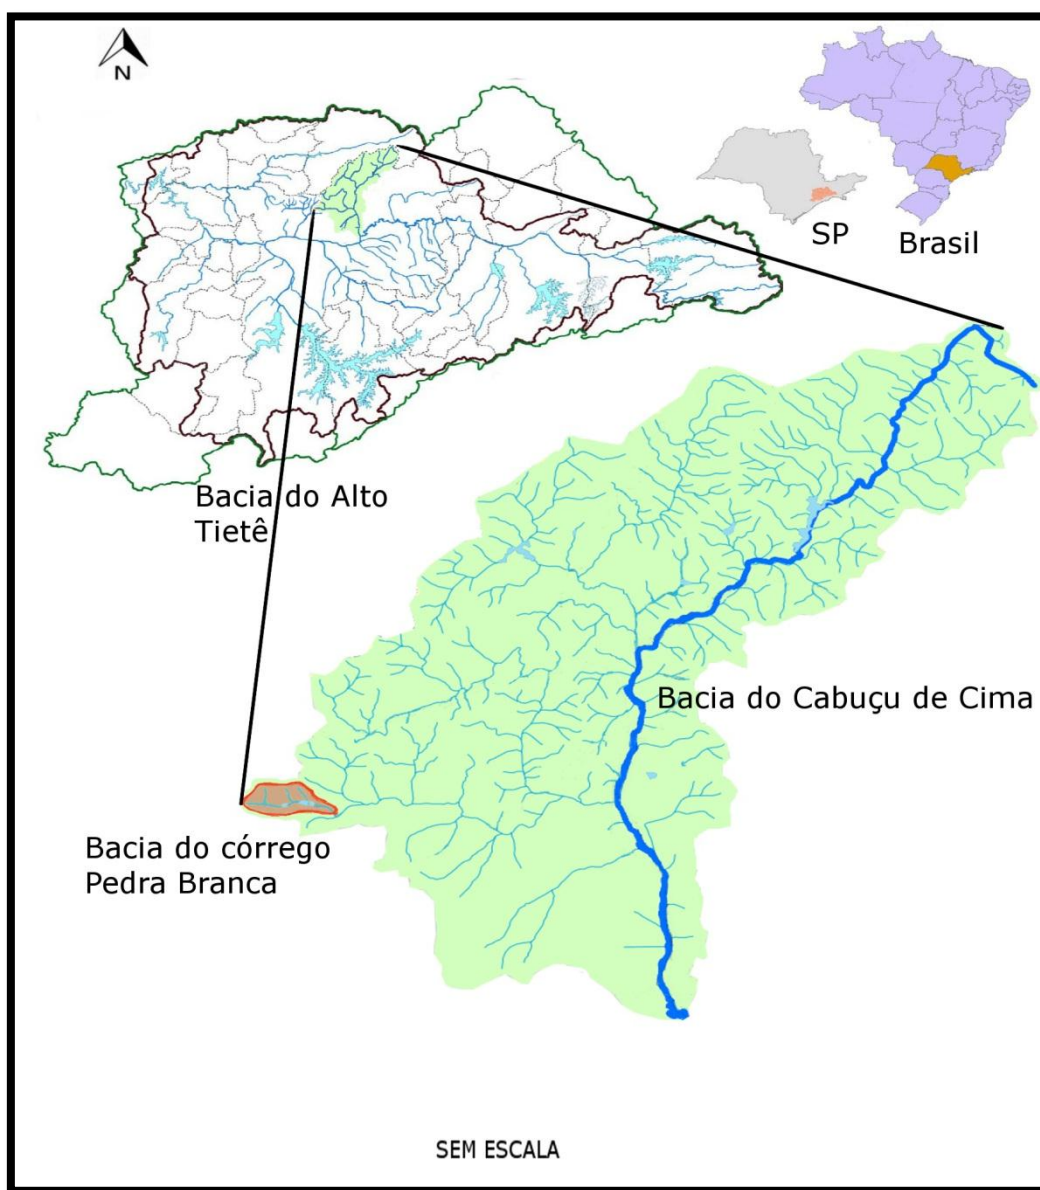 N
SP
Brasil
Bacia do Alto
Tietê
Bacia do Cabuçu de Cima
Bacia do córrego
Pedra Branca
SEM ESCALA